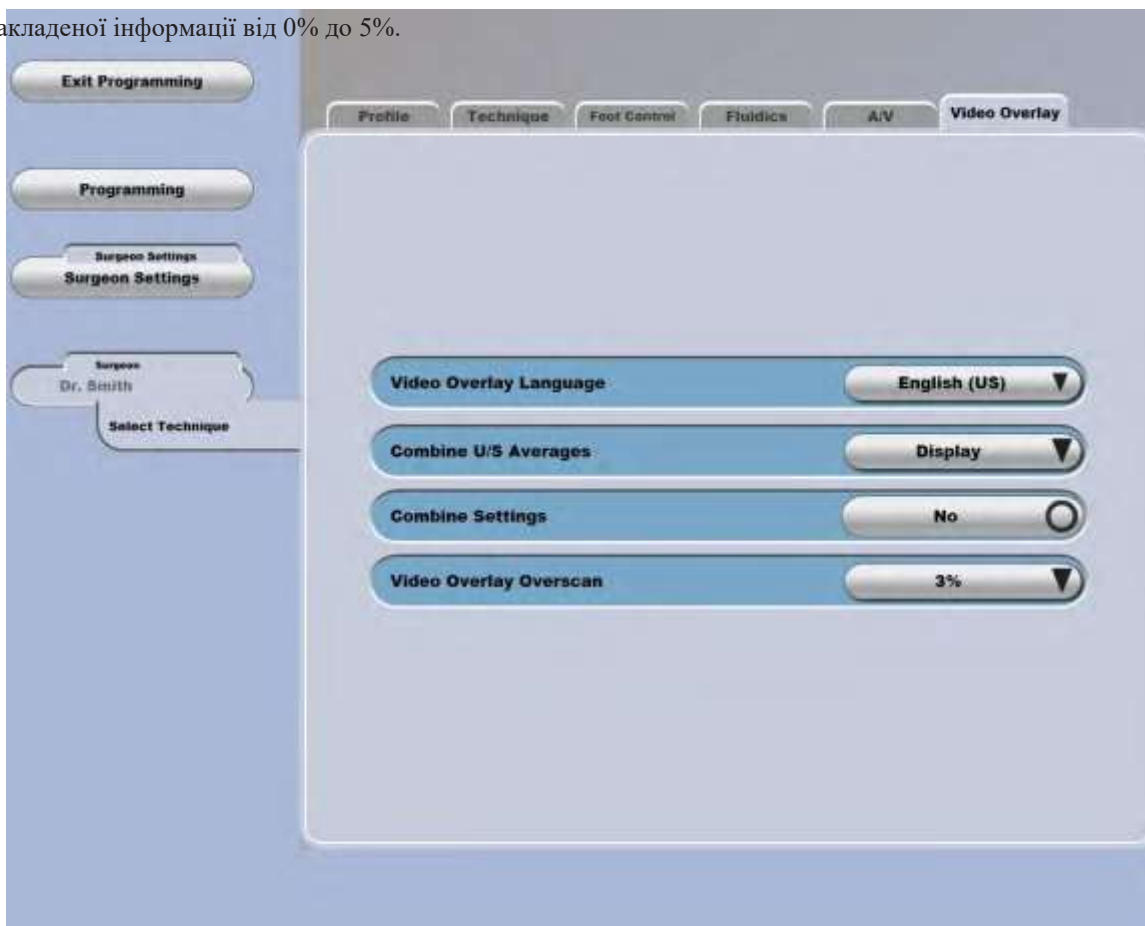 акладеної інформації від 0% до 5%.
Exit Programming
Profile Technique Foot Control Fluidics A/V Video Overlay
Programming
Surgeon Settings
Surgeon Settings
Surgeon
Dr. Smith
Select Technique
Video Overlay Language English (US)
Combine U/S Averages Display
Combine Settings No
Video Overlay Overscan 3%